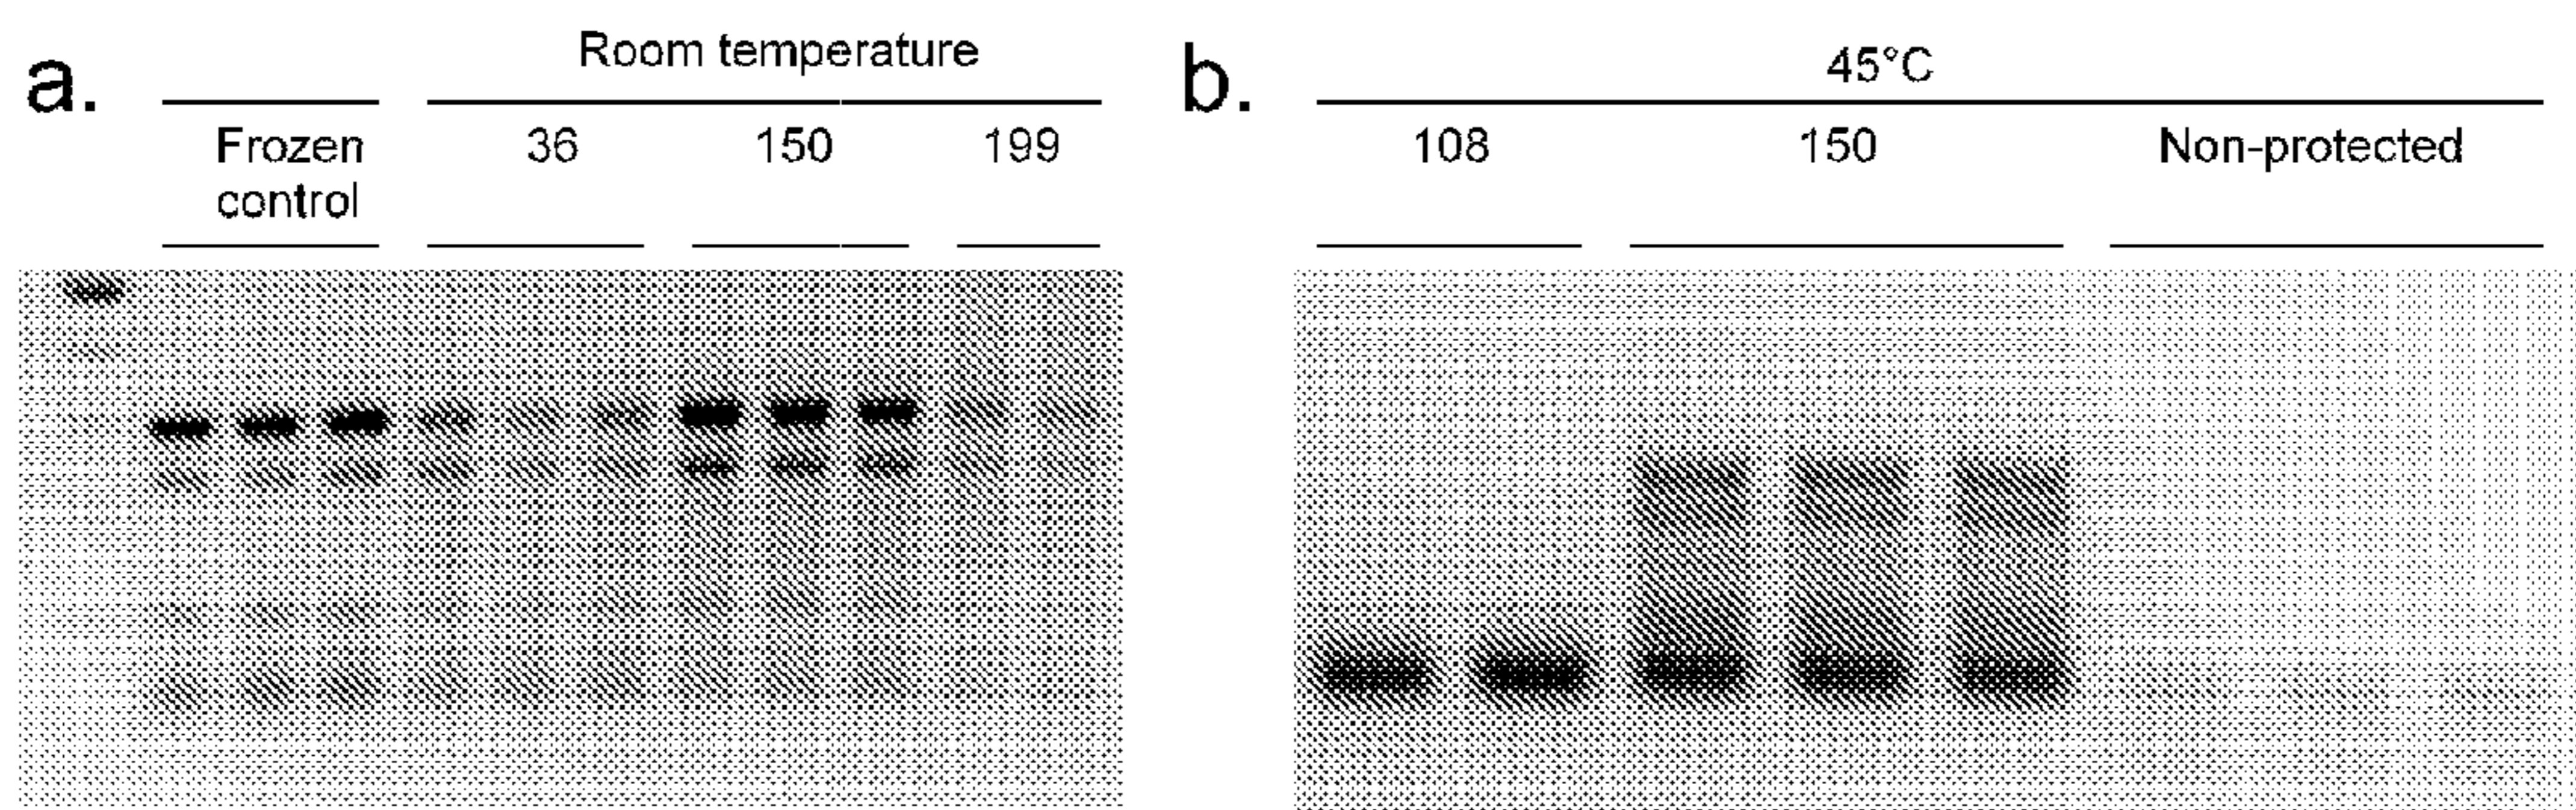 a.
Room temperature
Frozen
control
36
150
199
b.
45°C
108
150
Non-protected